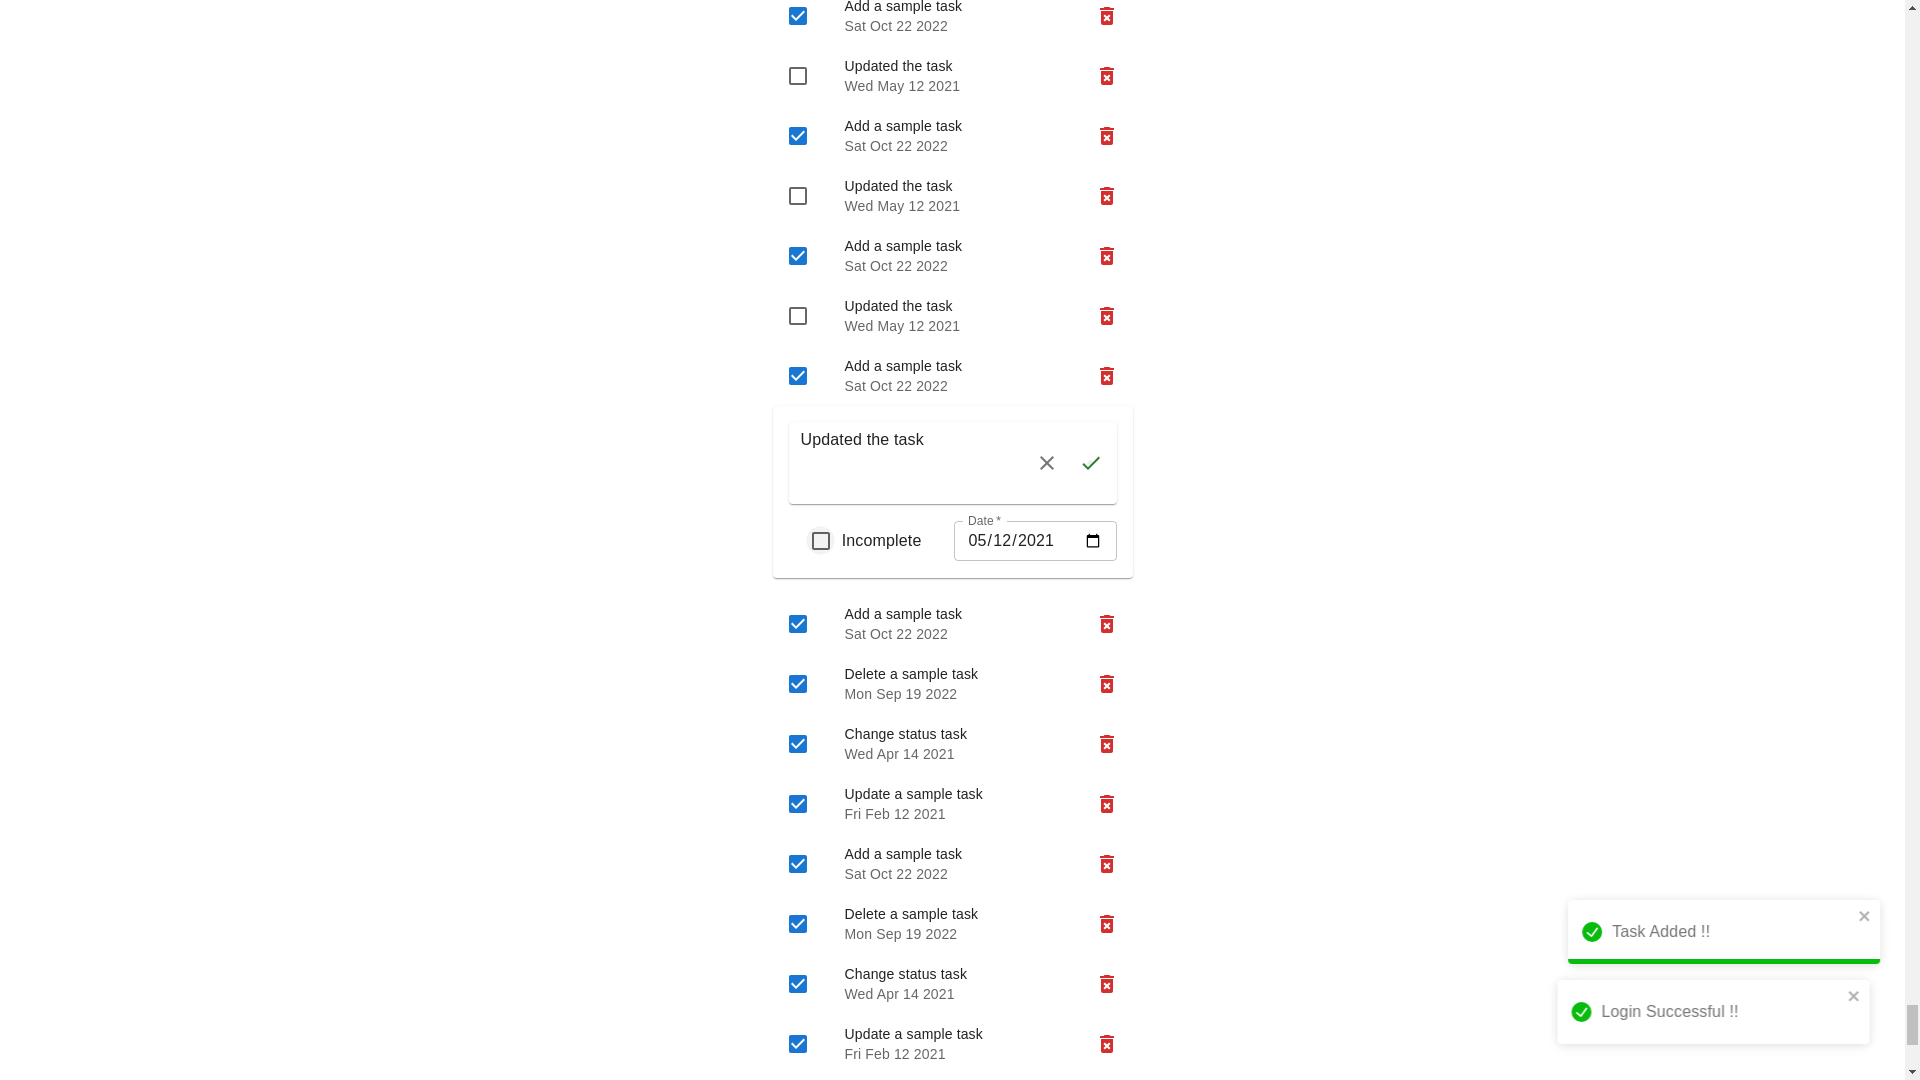 Add a sample task
Sat Oct 22 2022
Updated the task
Wed May 12 2021
Add a sample task
Sat Oct 22 2022
Updated the task
Wed May 12 2021
Add a sample task
Sat Oct 22 2022
Updated the task
Wed May 12 2021
Add a sample task
Sat Oct 22 2022
Updated the task
Date *
Incomplete
05/12/2021
Add a sample task
Sat Oct 22 2022
Delete a sample task
Mon Sep 19 2022
Change status task
Wed Apr 14 2021
Update a sample task
Fri Feb 12 2021
Add a sample task
Sat Oct 22 2022
Delete a sample task
Mon Sep 19 2022
Change status task
Wed Apr 14 2021
Update a sample task
Fri Feb 12 2021
Task Added !!
Login Successful !!